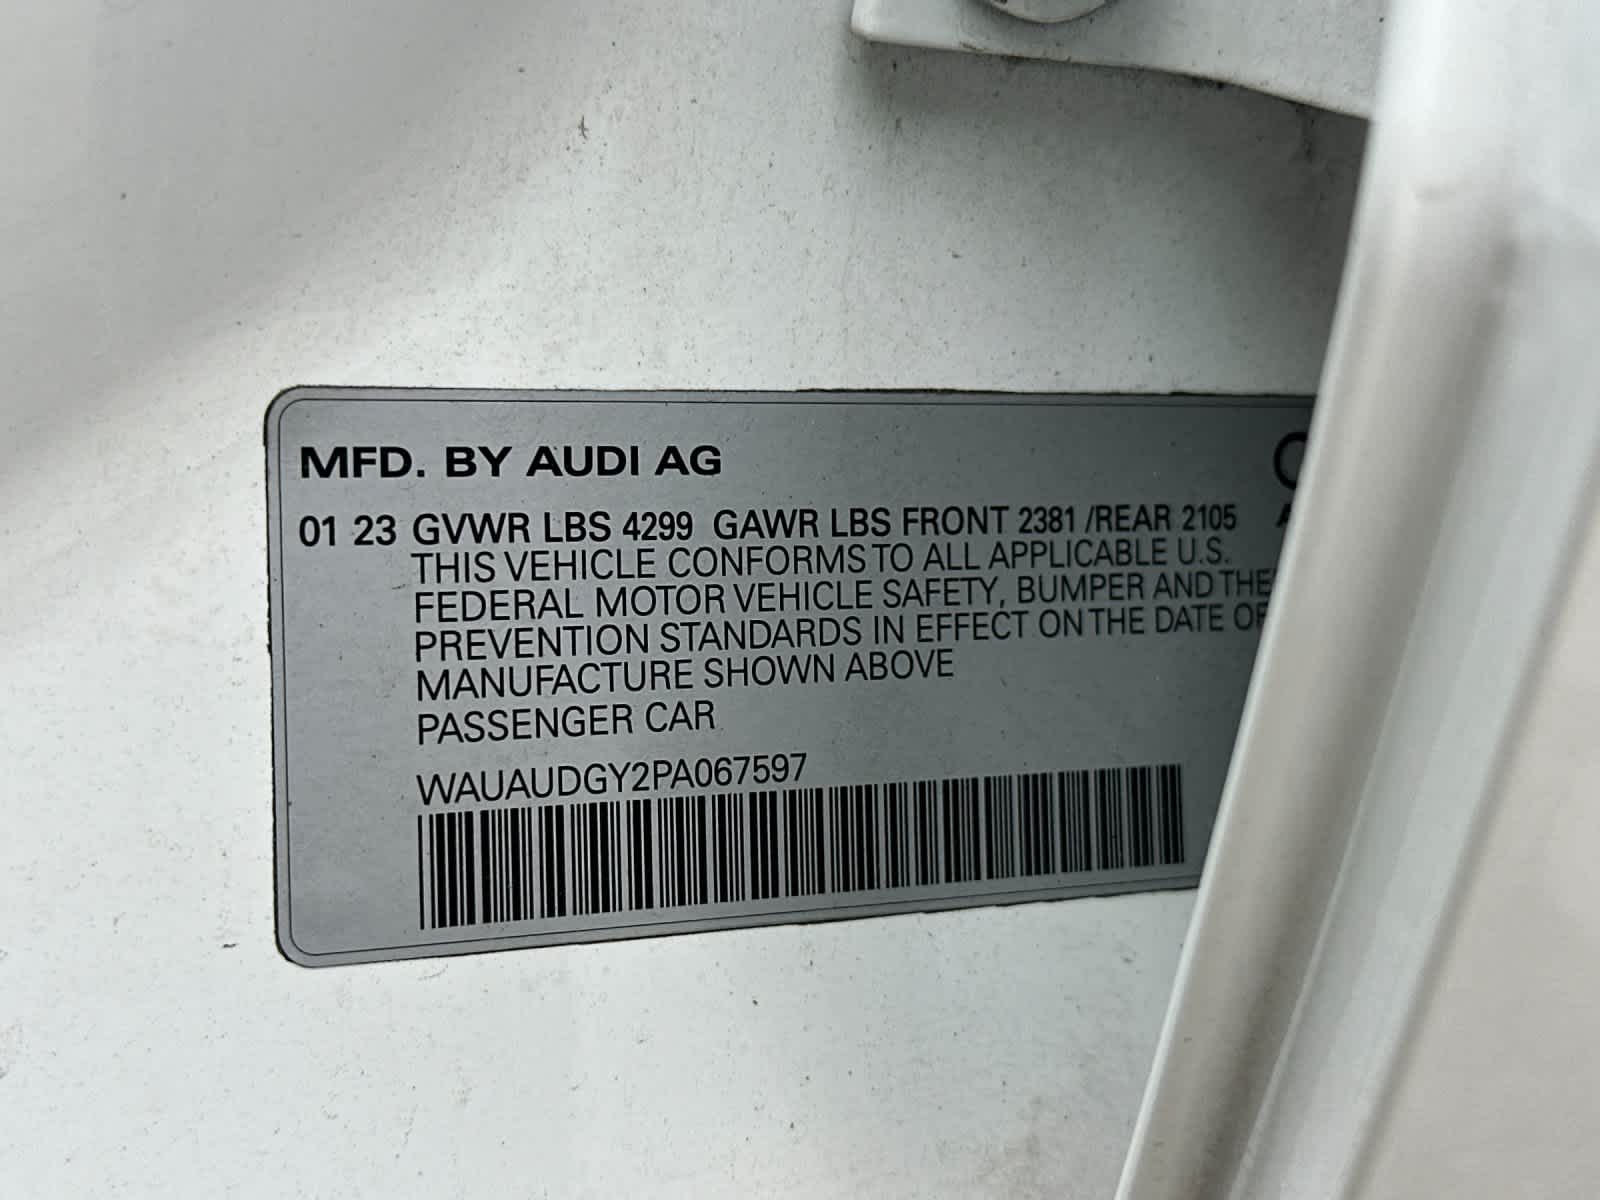 MFD. BY AUDI AG
01 23 GVWR LBS 4299 GAWR LBS FRONT 2381 /REAR 2105
THIS VEHICLE CONFORMS TO ALL APPLICABLE U.S.
FEDERAL MOTOR VEHICLE SAFETY, BUMPER AND THE
PREVENTION STANDARDS IN EFFECT ON THE DATE OF
MANUFACTURE SHOWN ABOVE
PASSENGER CAR
WAUAUDGY2PA067597